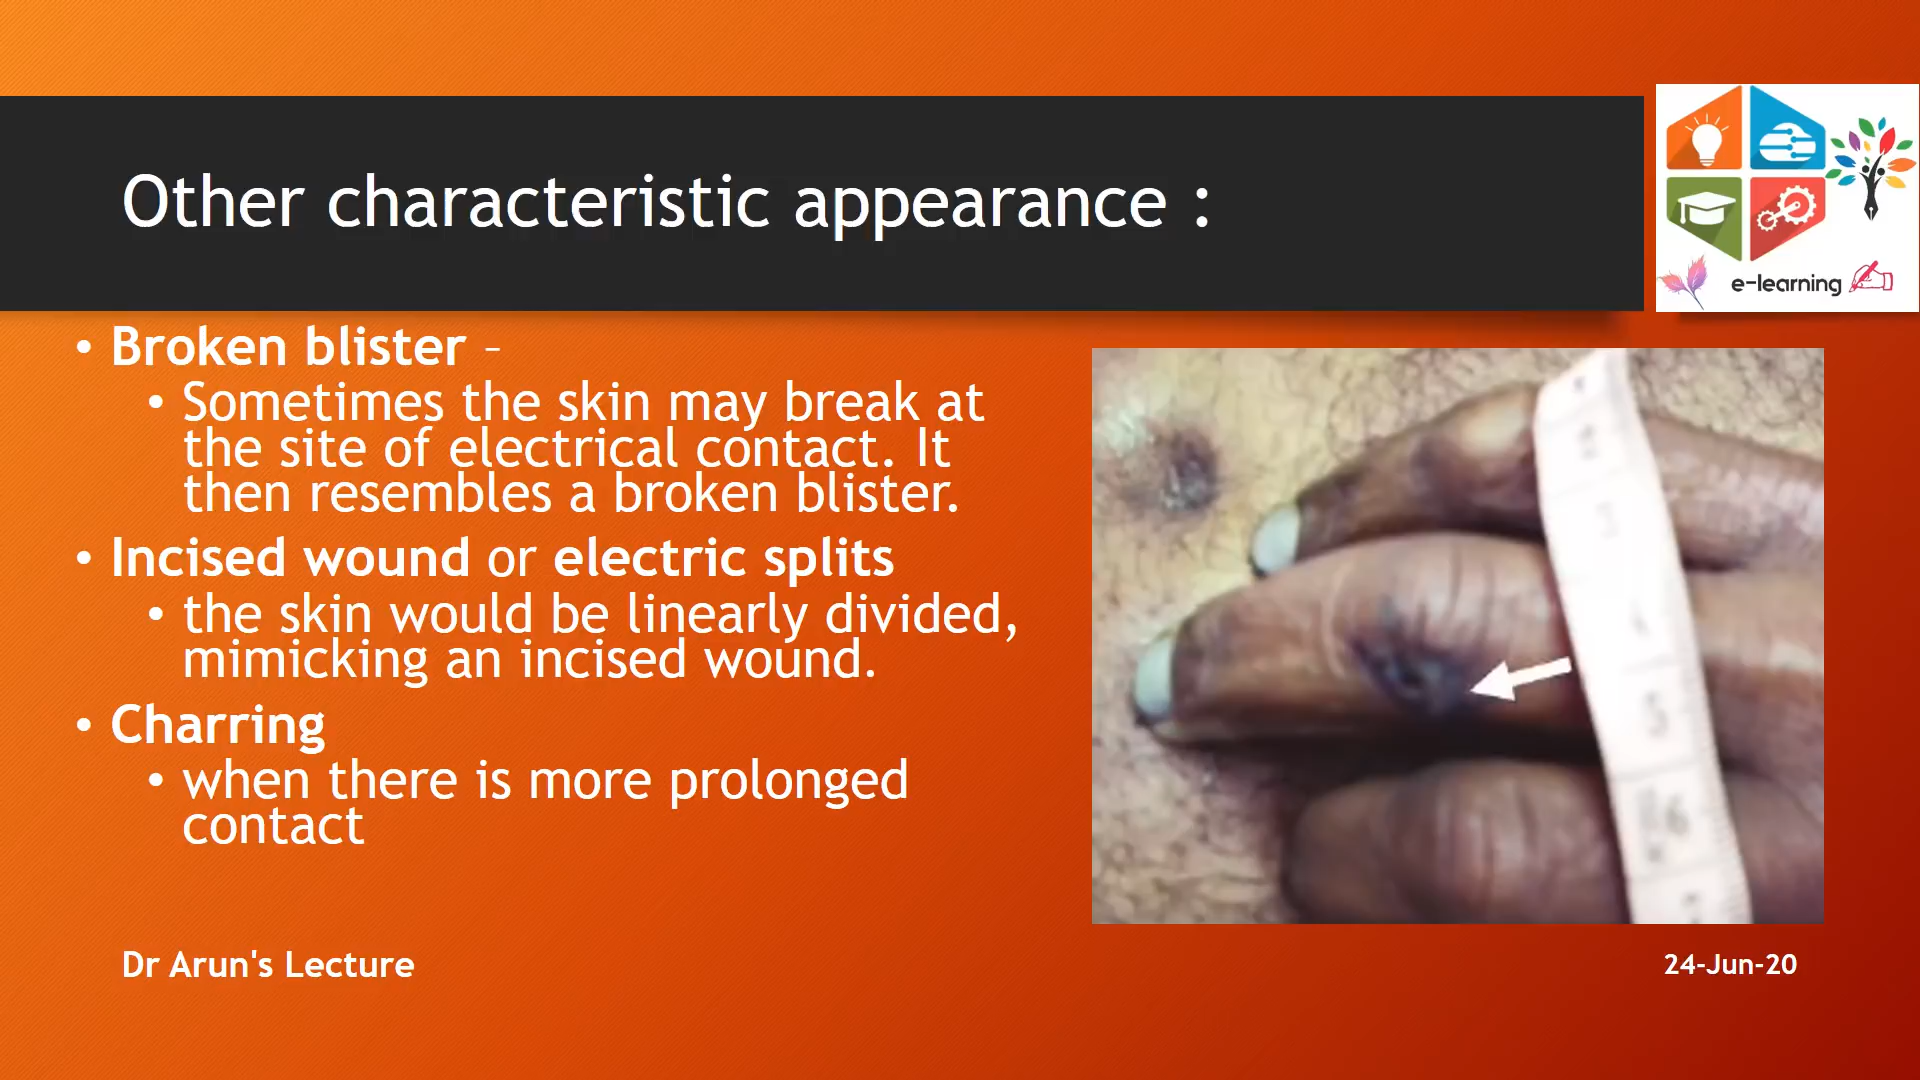 Other characteristic appearance :
e-learning
• Broken blister –
• Sometimes the skin may break at
the site of electrical contact. It
then resembles a broken blister.
• Incised wound or electric splits
• the skin would be linearly divided,
mimicking an incised wound.
• Charring
• when there is more prolonged
contact
Dr Arun's Lecture
24-Jun-20